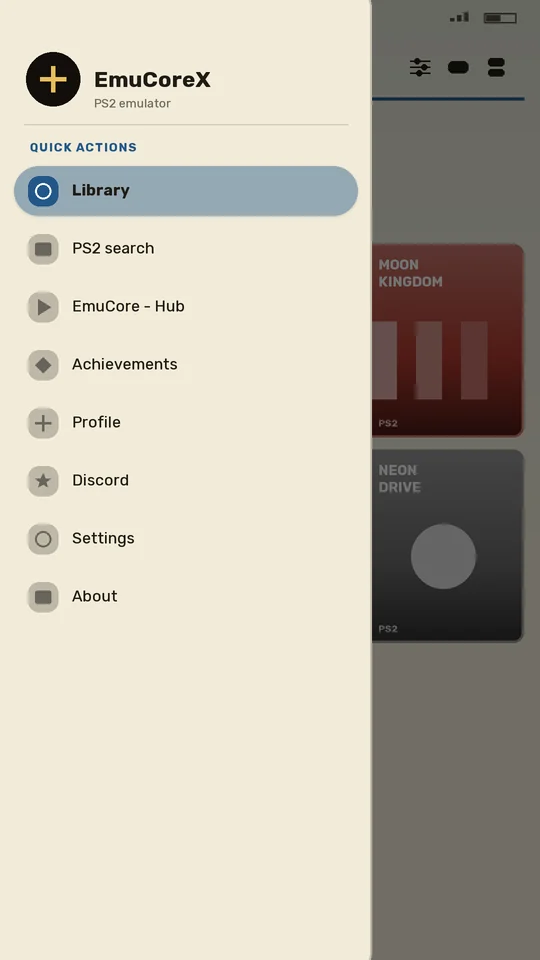 EmuCoreX
PS2 emulator
QUICK ACTIONS
Library
PS2 search
EmuCore - Hub
Achievements
Profile
Discord
Settings
About
MOON
KINGDOM
PS2
NEON
DRIVE
PS2